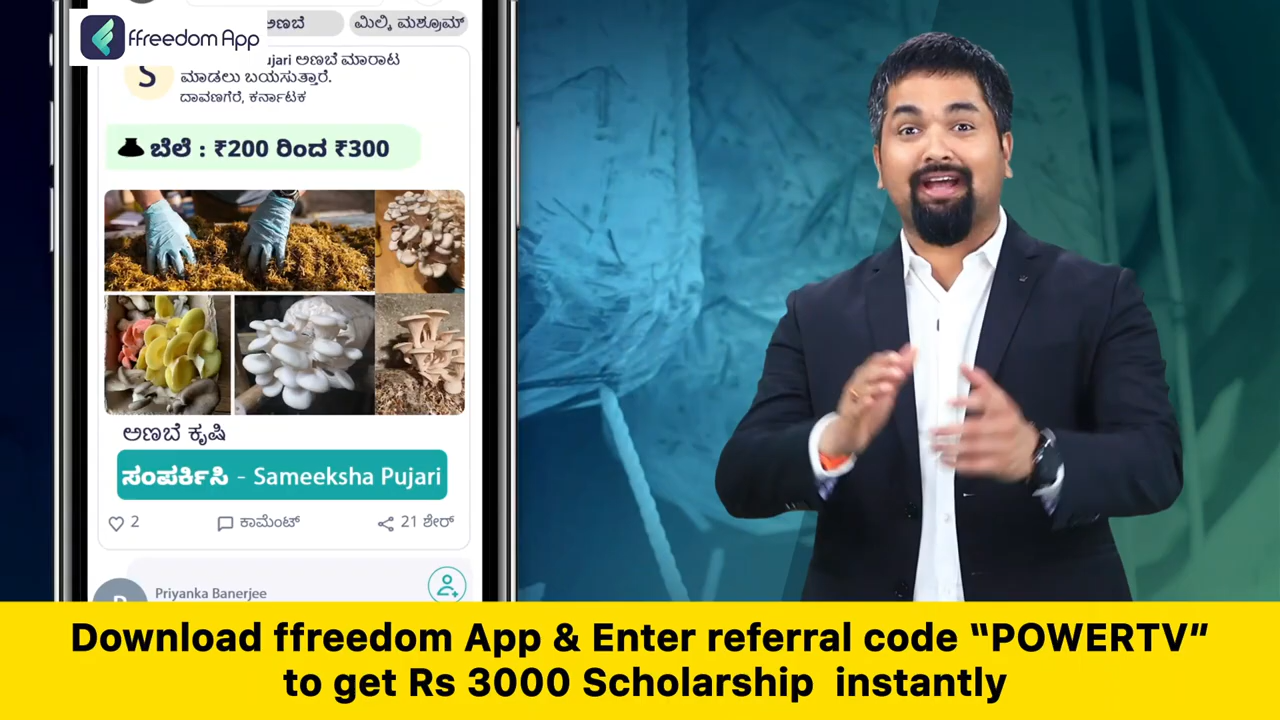 ffreedom App
ಅಣಬೆ
ಮಿಲ್ಕಿ ಮಶ್ರೂಮ್
S
ujari ಅಣಬೆ ಮಾರಾಟ
ಮಾಡಲು ಬಯಸುತ್ತಾರೆ.
ದಾವಣಗೆರೆ, ಕರ್ನಾಟಕ
ಬೆಲೆ : ₹200 ರಿಂದ ₹300
ಅಣಬೆ ಕೃಷಿ
ಸಂಪರ್ಕಿಸಿ - Sameeksha Pujari
2
ಕಾಮೆಂಟ್
21 ಶೇರ್
Priyanka Banerjee
Download ffreedom App & Enter referral code “POWERTV”
to get Rs 3000 Scholarship instantly